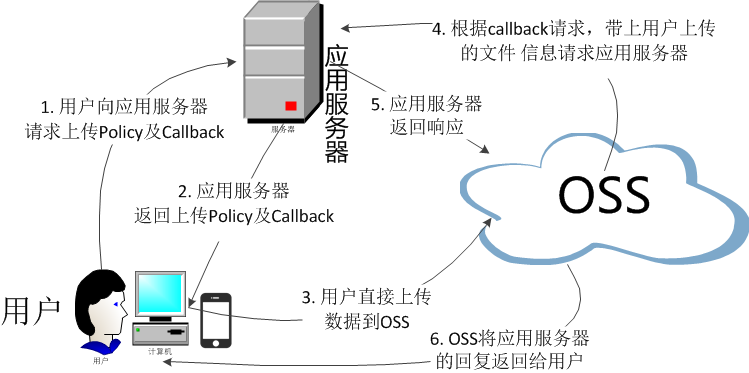 4. 根据callback请求，带上用户上传
的文件 信息请求应用服务器
应用服务器
服务器
1. 用户向应用服务器
请求上传Policy及Callback
5. 应用服务器
返回响应
2. 应用服务器
返回上传Policy及Callback
OSS
用户
用户
计算机
3. 用户直接上传
数据到OSS
6. OSS将应用服务器
的回复返回给用户